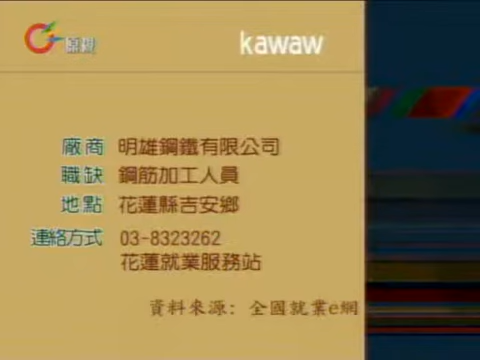 原視
kawaw
廠商 明雄鋼鐵有限公司
職缺 鋼筋加工人員
地點 花蓮縣吉安鄉
連絡方式 03-8323262
花蓮就業服務站
資料來源: 全國就業e網